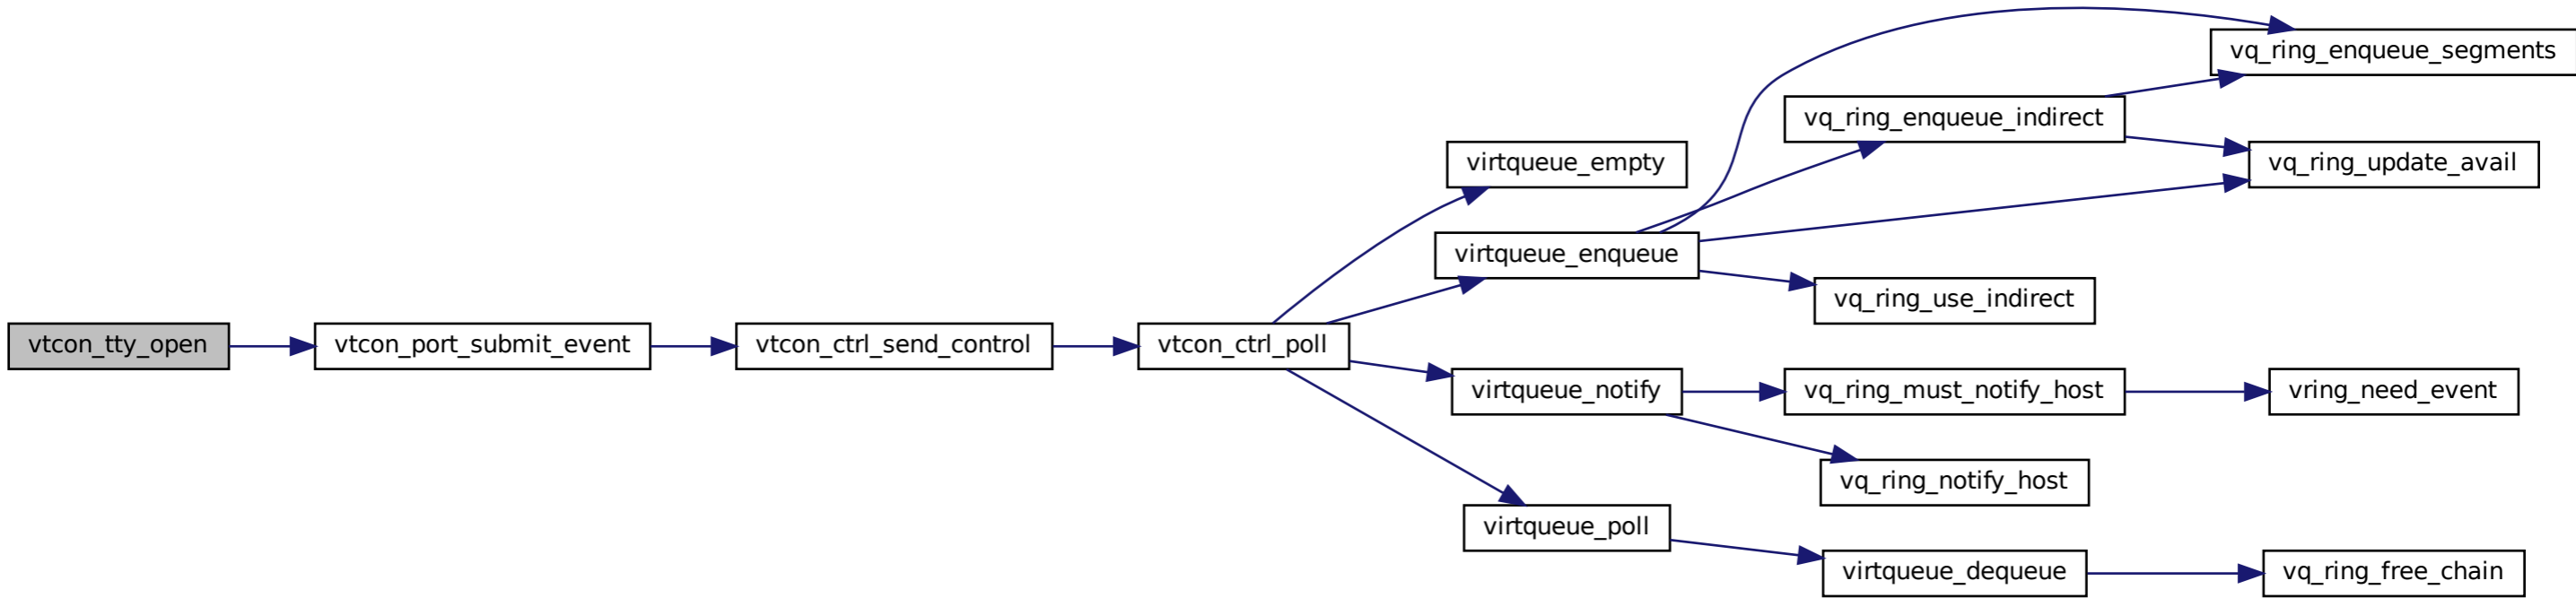 vtcon_tty_open
vtcon_port_submit_event
vtcon_ctrl_send_control
vtcon_ctrl_poll
virtqueue_empty
virtqueue_enqueue
virtqueue_notify
virtqueue_poll
vq_ring_enqueue_indirect
vq_ring_use_indirect
vq_ring_must_notify_host
vq_ring_notify_host
virtqueue_dequeue
vq_ring_enqueue_segments
vq_ring_update_avail
vring_need_event
vq_ring_free_chain